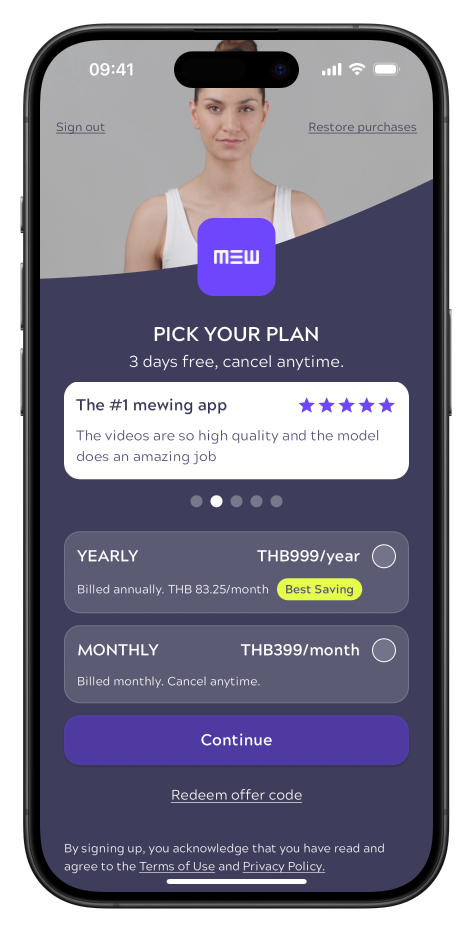 09:41
Sign out
Restore purchases
mew
PICK YOUR PLAN
3 days free, cancel anytime.
The #1 mewing app
The videos are so high quality and the model
does an amazing job
YEARLY THB999/year
Billed annually. THB 83.25/month Best Saving
MONTHLY THB399/month
Billed monthly. Cancel anytime.
Continue
Redeem offer code
By signing up, you acknowledge that you have read and
agree to the Terms of Use and Privacy Policy.